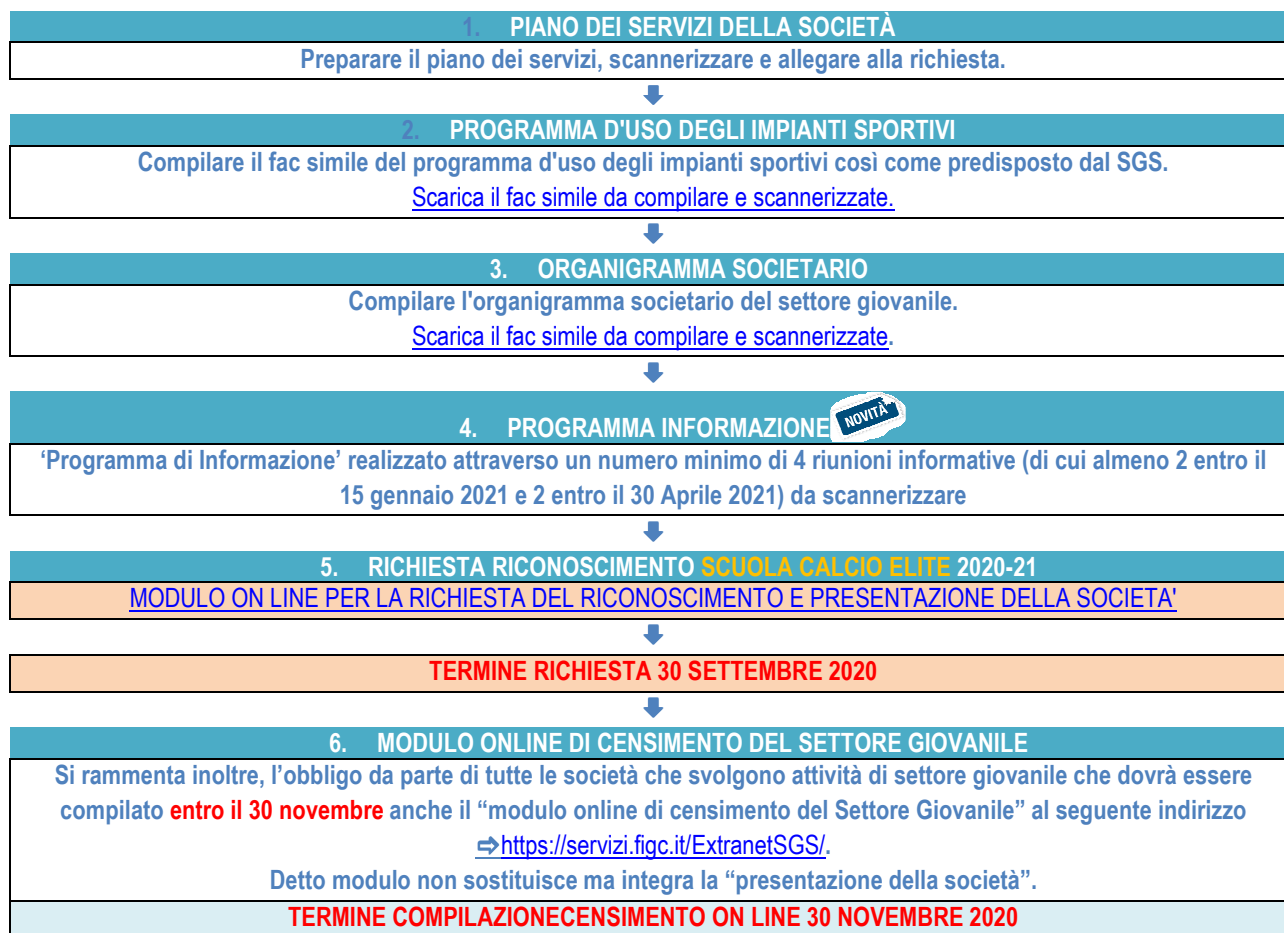 1. PIANO DEI SERVIZI DELLA SOCIETÀ
Preparare il piano dei servizi, scannerizzare e allegare alla richiesta.
2. PROGRAMMA D'USO DEGLI IMPIANTI SPORTIVI
Compilare il fac simile del programma d'uso degli impianti sportivi così come predisposto dal SGS.
Scarica il fac simile da compilare e scannerizzate.
3. ORGANIGRAMMA SOCIETARIO
Compilare l'organigramma societario del settore giovanile.
Scarica il fac simile da compilare e scannerizzate.
4. PROGRAMMA INFORMAZIONE NOVITÀ
‘Programma di Informazione’ realizzato attraverso un numero minimo di 4 riunioni informative (di cui almeno 2 entro il
15 gennaio 2021 e 2 entro il 30 Aprile 2021) da scannerizzare
5. RICHIESTA RICONOSCIMENTO SCUOLA CALCIO ELITE 2020-21
MODULO ON LINE PER LA RICHIESTA DEL RICONOSCIMENTO E PRESENTAZIONE DELLA SOCIETA'
TERMINE RICHIESTA 30 SETTEMBRE 2020
6. MODULO ONLINE DI CENSIMENTO DEL SETTORE GIOVANILE
Si rammenta inoltre, l’obbligo da parte di tutte le società che svolgono attività di settore giovanile che dovrà essere
compilato entro il 30 novembre anche il “modulo online di censimento del Settore Giovanile” al seguente indirizzo
⇨https://servizi.figc.it/ExtranetSGS/.
Detto modulo non sostituisce ma integra la “presentazione della società”.
TERMINE COMPILAZIONECENSIMENTO ON LINE 30 NOVEMBRE 2020